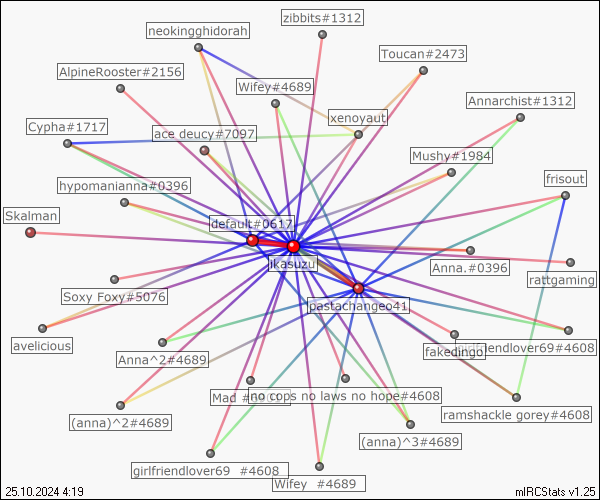 zibbits#1312
neokingghidorah
Toucan#2473
AlpineRooster#2156
Wifey#4689
Annarchist#1312
xenoyaut
Cypha#1717
ace deucy#7097
Mushy#1984
frisout
hypomanianna#0396
Skalman
default#0617
jikasuzu
Anna.#0396
rattgaming
Soxy Foxy#5076
pastachangeo41
avelicious
Anna^2#4689
fakedingo
girlfriendlover69#4608
Mad
no cops no laws no hope#4608
ramshackle gorey#4608
(anna)^2#4689
(anna)^3#4689
girlfriendlover69 #4608
Wifey #4689
25.10.2024 4:19
mIRCStats v1.25